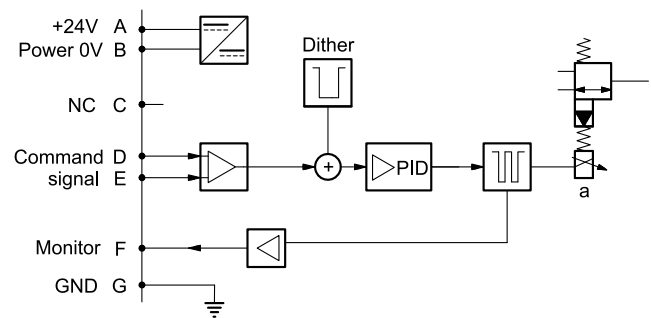 +24V A
Power 0V B
Dither
NC C
Command D
signal E
PID
a
Monitor F
GND G